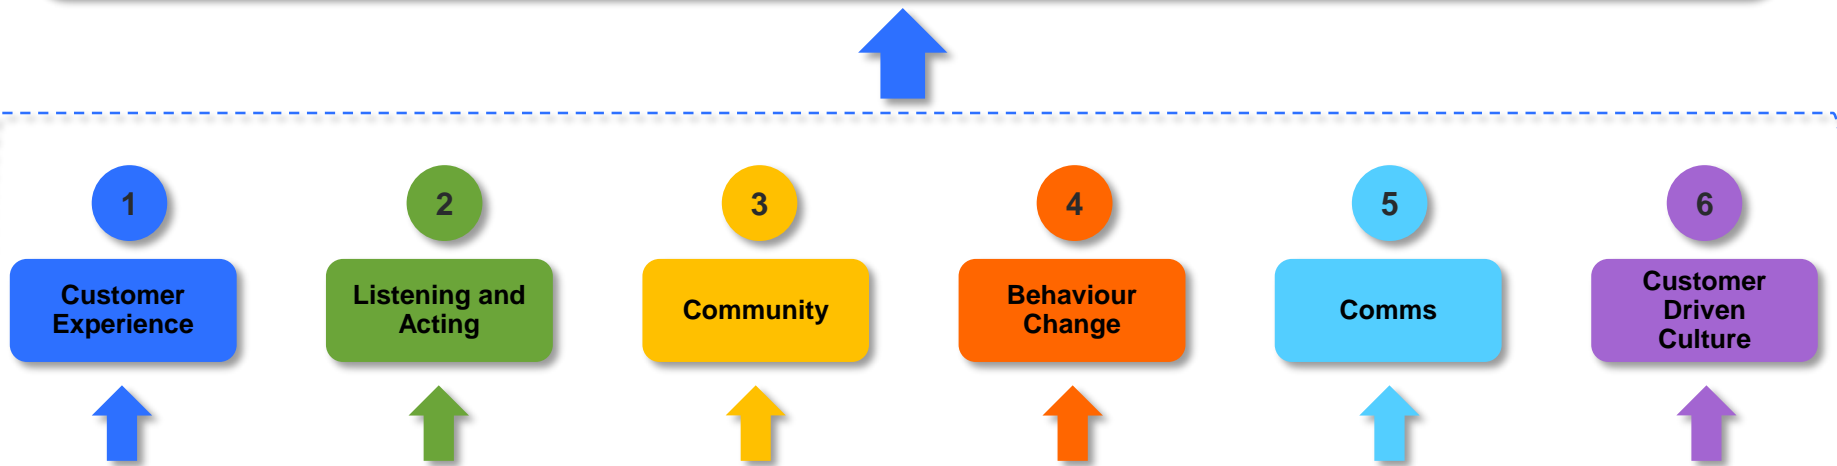 1
2
3
4
5
6
Customer
Experience
Listening and
Acting
Community
Behaviour
Change
Comms
Customer
Driven
Culture